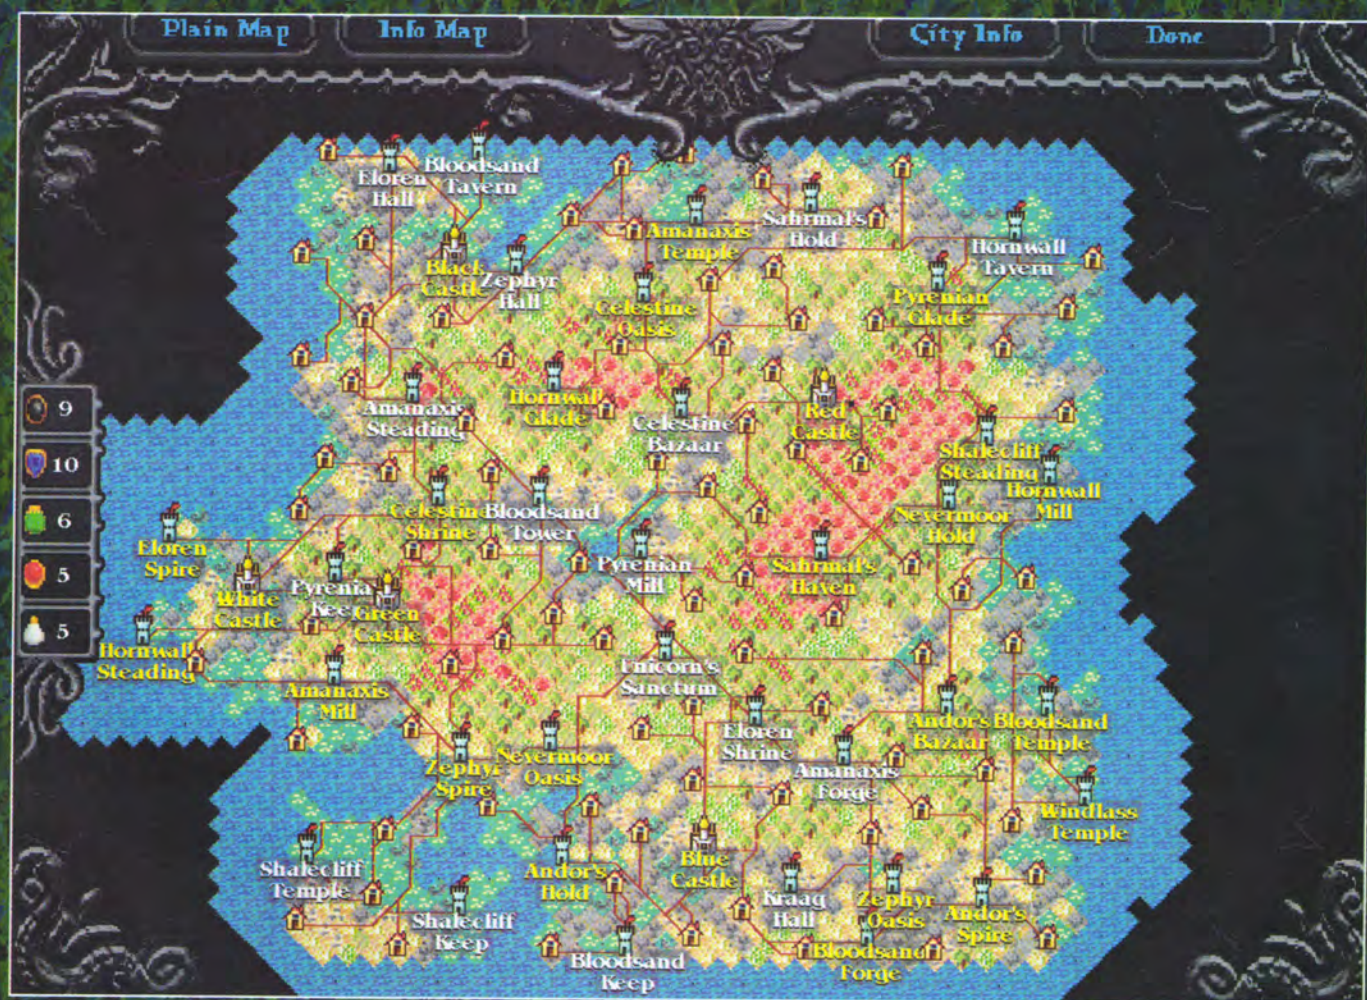 Plain Map
Info Map
City Info
Done
Bloodsand
Tavern
Eloren
Hall
Sahrmal's
Hold
Amanaxis
Temple
Hornwall
Tavern
Black
Castle
Zephyr
Hall
Celestine
Oasis
Pyrenian
Glade
Hornwall
Glade
Amanaxis
Steading
Celestine
Bazaar
Red
Castle
9
10
6
5
5
Shalecliff
Steading
Hornwall
Mill
Nevermoor
Hold
Celestine
Shrine
Bloodsand
Tower
Eloren
Spire
Pyrenian
Mill
Sahrmal's
Haven
White
Castle
Pyrenia
Kee
Green
Castle
Hornwall
Steading
Amanaxis
Mill
Unicorn's
Sanctum
Eloren
Shrine
Andor's
Bazaar
Bloodsand
Temple
Zephyr
Spire
Nevermoor
Oasis
Amanaxis
Forge
Windlass
Temple
Shalecliff
Temple
Andor's
Hold
Blue
Castle
Kraag
Hall
Zephyr
Oasis
Andor's
Spire
Shalecliff
Keep
Bloodsand
Keep
Bloodsand
Forge